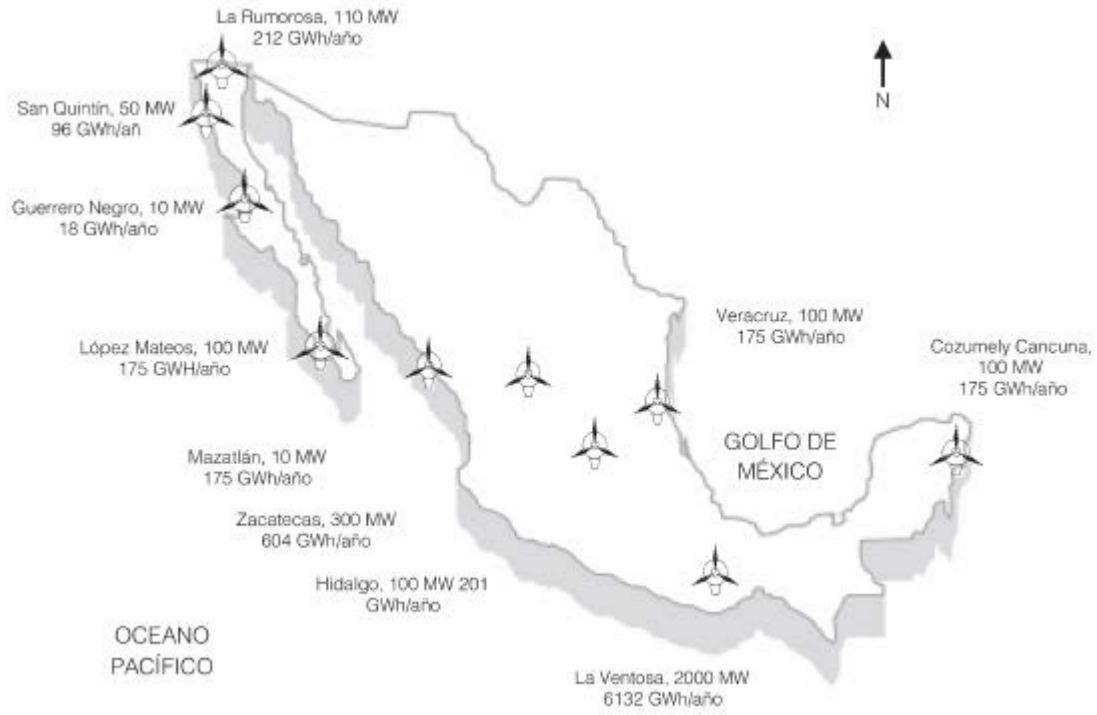 La Rumorosa, 110 MW
212 GWh/año
N
San Quintín, 50 MW
96 GWh/añ
Guerrero Negro, 10 MW
18 GWh/año
Veracruz, 100 MW
175 GWh/año
López Mateos, 100 MW
175 GWH/año
Cozumely Cancuna,
100 MW
175 GWh/año
GOLFO DE
MÉXICO
Mazatlán, 10 MW
175 GWh/año
Zacatecas, 300 MW
604 GWh/año
Hidalgo, 100 MW 201
GWh/año
OCEANO
PACÍFICO
La Ventosa, 2000 MW
6132 GWh/año